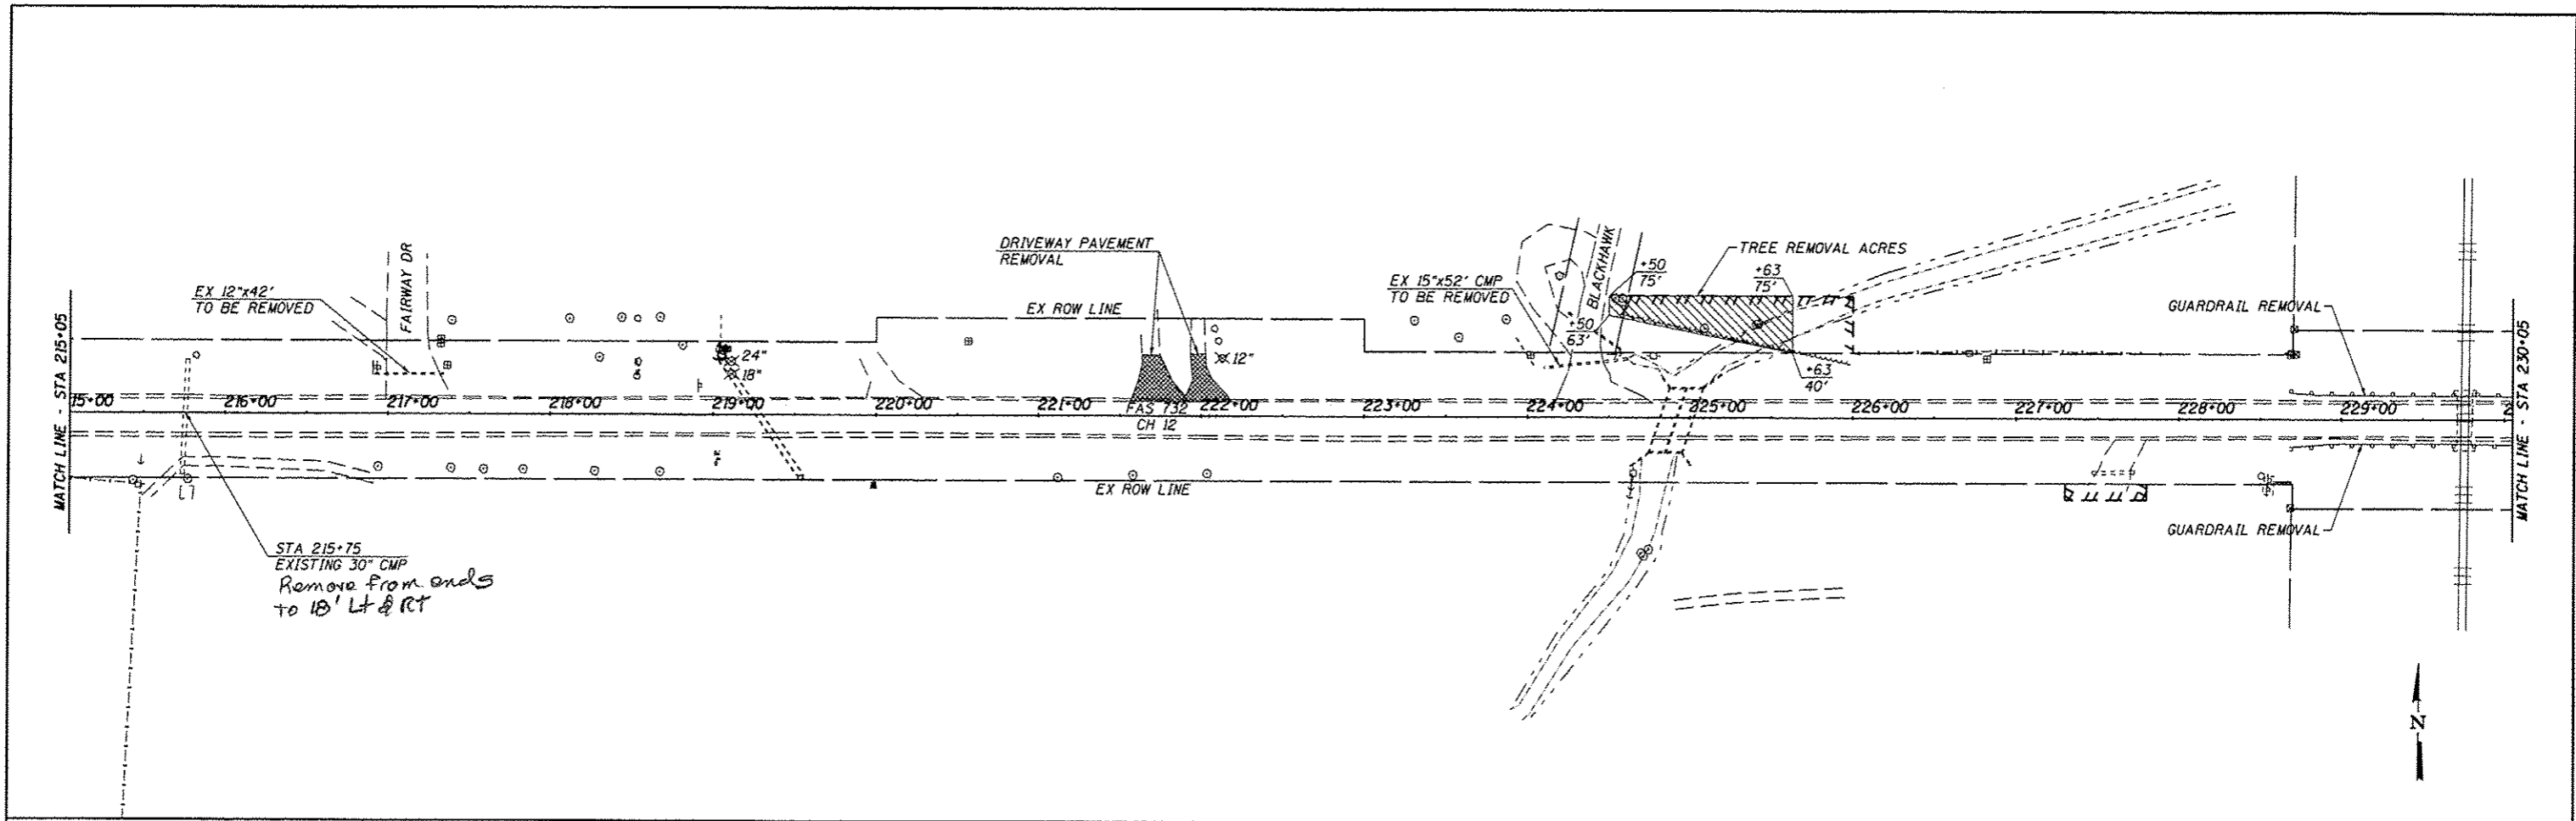 DRIVEWAY PAVEMENT
REMOVAL
BLACKHAWK
TREE REMOVAL ACRES
FAIRWAY DR
EX 12"x42'
TO BE REMOVED
EX ROW LINE
EX 15"x52' CMP
TO BE REMOVED
+50
75'
+63
75'
+50
63'
+63
40'
GUARDRAIL REMOVAL
24"
18"
12"
MATCH LINE - STA 215+05
15+00
216+00
217+00
218+00
219+00
220+00
221+00
222+00
223+00
224+00
225+00
226+00
227+00
228+00
229+00
2
MATCH LINE - STA 230+05
FAS 732
CH 12
EX ROW LINE
GUARDRAIL REMOVAL
STA 215+75
EXISTING 30" CMP
Remove from ends
to 18' Lt & RT
N